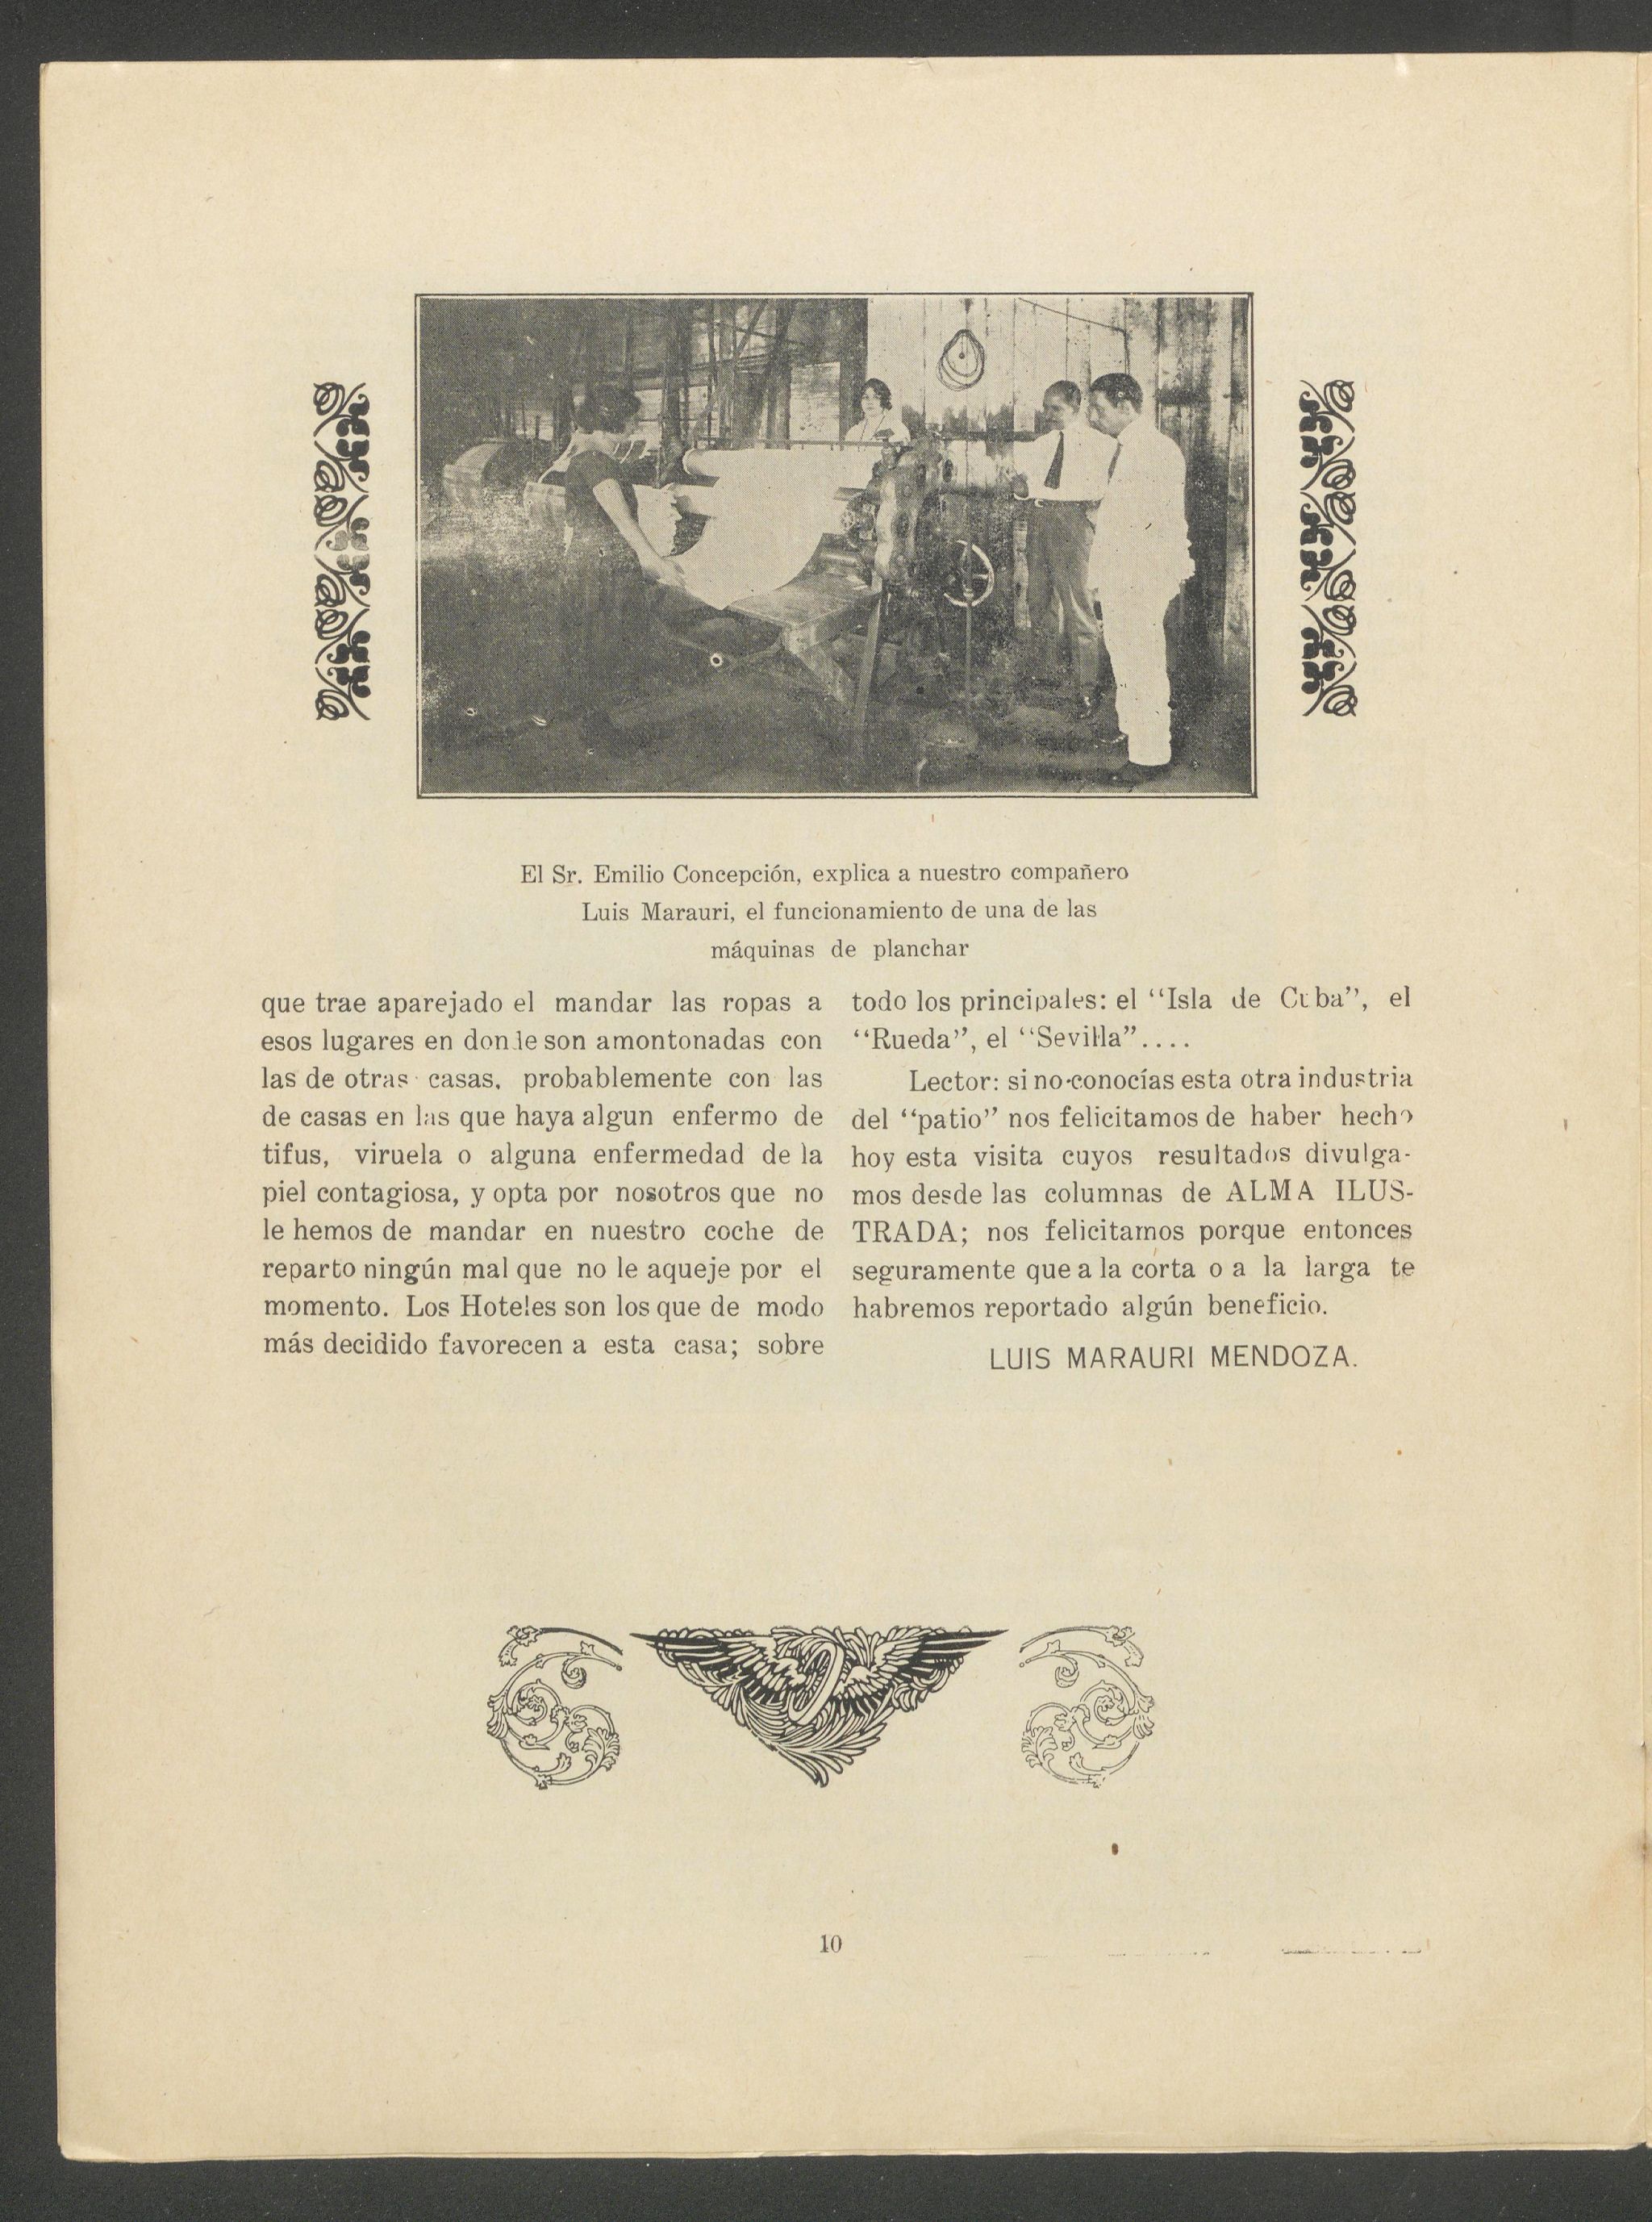 El Sr. Emilio Concepción, explica a nuestro compañero
Luis Marauri, el funcionamiento de una de las
máquinas de planchar
que trae aparejado el mandar las ropas a
esos lugares en donde son amontonadas con
las de otras casas, probablemente con las
de casas en las que haya algun enfermo de
tifus, viruela o alguna enfermedad de la
piel contagiosa, y opta por nosotros que no
le hemos de mandar en nuestro coche de
reparto ningún mal que no le aqueje por el
momento. Los Hoteles son los que de modo
más decidido favorecen a esta casa; sobre
todo los principales: el "Isla de Cuba", el
"Rueda", el "Sevilla"....
Lector: si no conocías esta otra industria
del "patio" nos felicitamos de haber hecho
hoy esta visita cuyos resultados divulga-
mos desde las columnas de ALMA ILUS-
TRADA; nos felicitamos porque entonces
seguramente que a la corta o a la larga te
habremos reportado algún beneficio.
LUIS MARAURI MENDOZA.
10